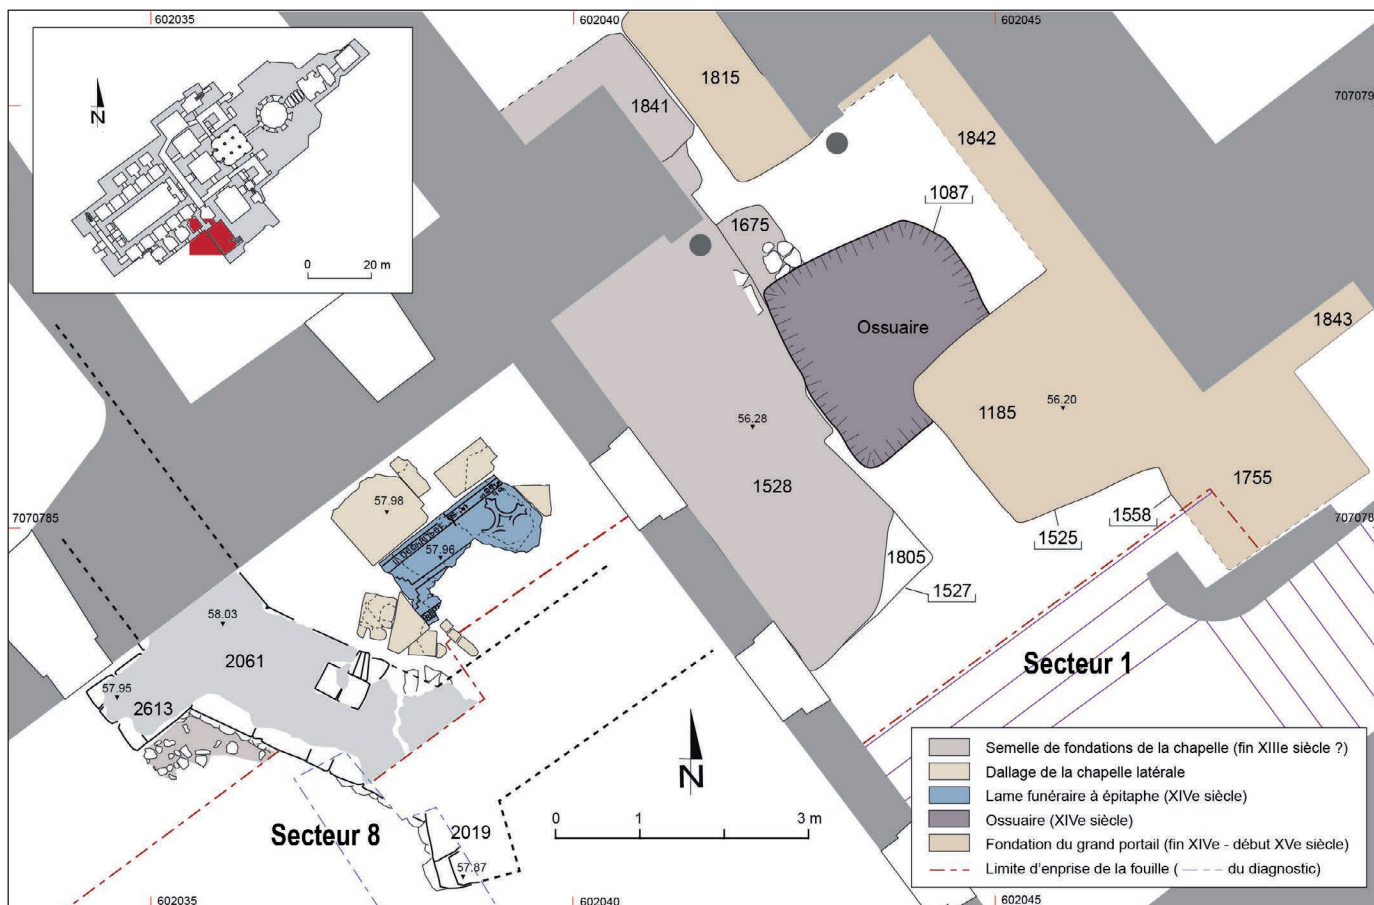 602035
602040
602045
N
0
20 m
1815
1841
707079
1842
1087
1675
Ossuaire
1843
56.28
1185
56.20
57.98
1528
1755
7070785
707078
57.96
1558
1525
1805
1527
58.03
2061
Secteur 1
57.95
2613
N
0
1
2
3 m
Secteur 8
2019
57.87
Semelle de fondations de la chapelle (fin XIIIe siècle ?)
Dallage de la chapelle latérale
Lame funéraire à épitaphe (XIVe siècle)
Ossuaire (XIVe siècle)
Fondation du grand portail (fin XIVe - début XVe siècle)
Limite d'enprise de la fouille ( du diagnostic)
602035
602040
602045